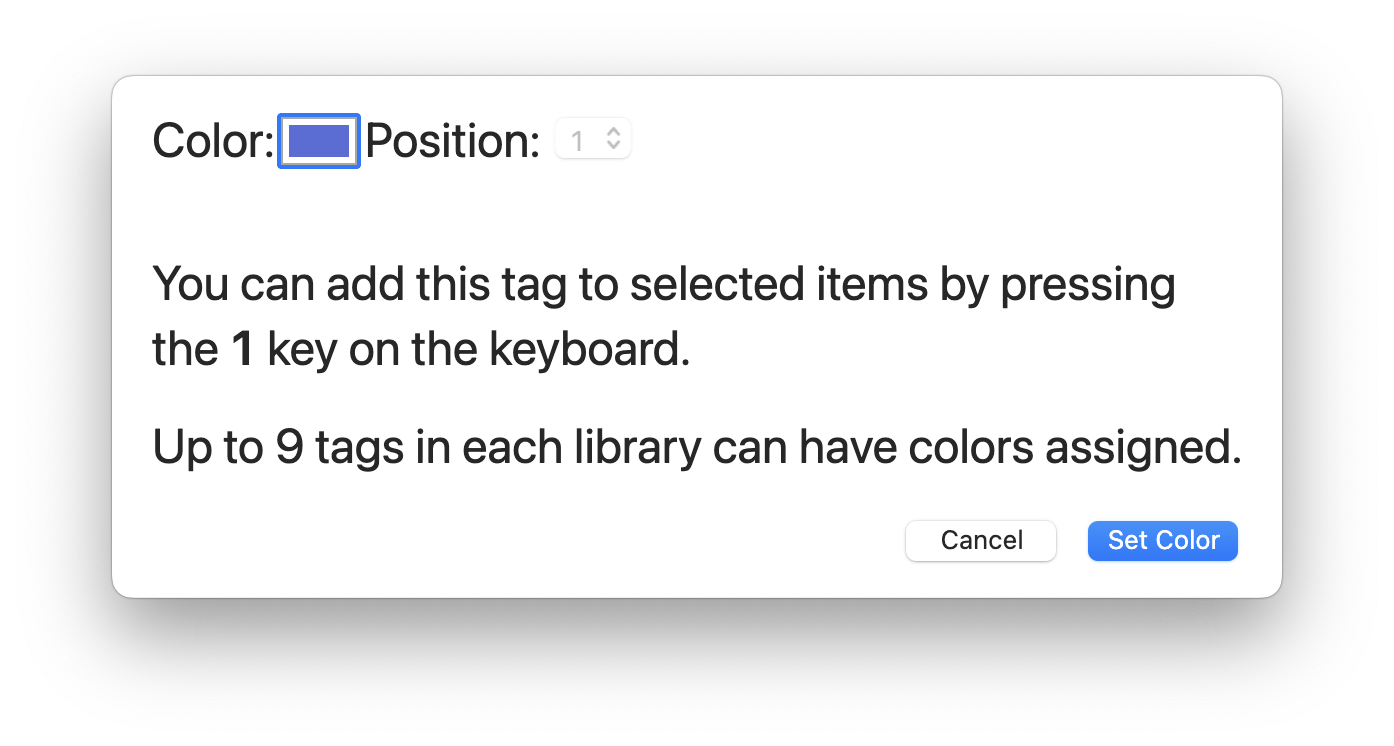 Color: Position: 1
You can add this tag to selected items by pressing
the 1 key on the keyboard.
Up to 9 tags in each library can have colors assigned.
Cancel Set Color